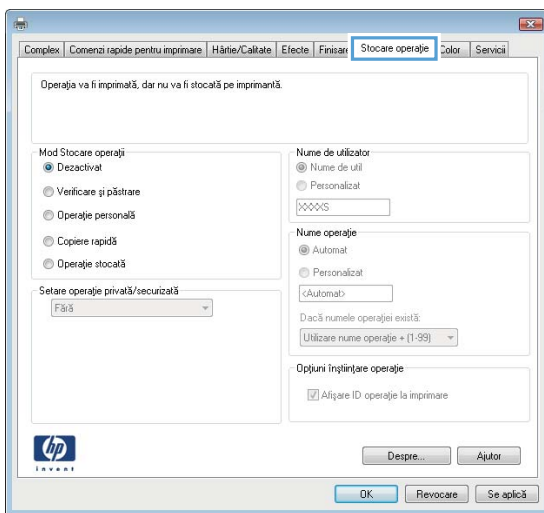 Complex Comenzi rapide pentru imprimare Hârtie/Calitate Efecte Finisare Stocare operaţie Color Servicii
Operaţia va fi imprimată, dar nu va fi stocată pe imprimantă.
Mod Stocare operaţii
Dezactivat
Verificare şi păstrare
Operaţie personală
Copiere rapidă
Operaţie stocată
Setare operaţie privată/securizată
Fără
Nume de utilizator
Nume de util
Personalizat
XXXXS
Nume operaţie
Automat
Personalizat
<Automat>
Dacă numele operaţiei există:
Utilizare nume operaţie + (1-99)
Opţiuni înştiinţare operaţie
Afişare ID operaţie la imprimare
hp
invent
Despre... Ajutor
OK Revocare Se aplică